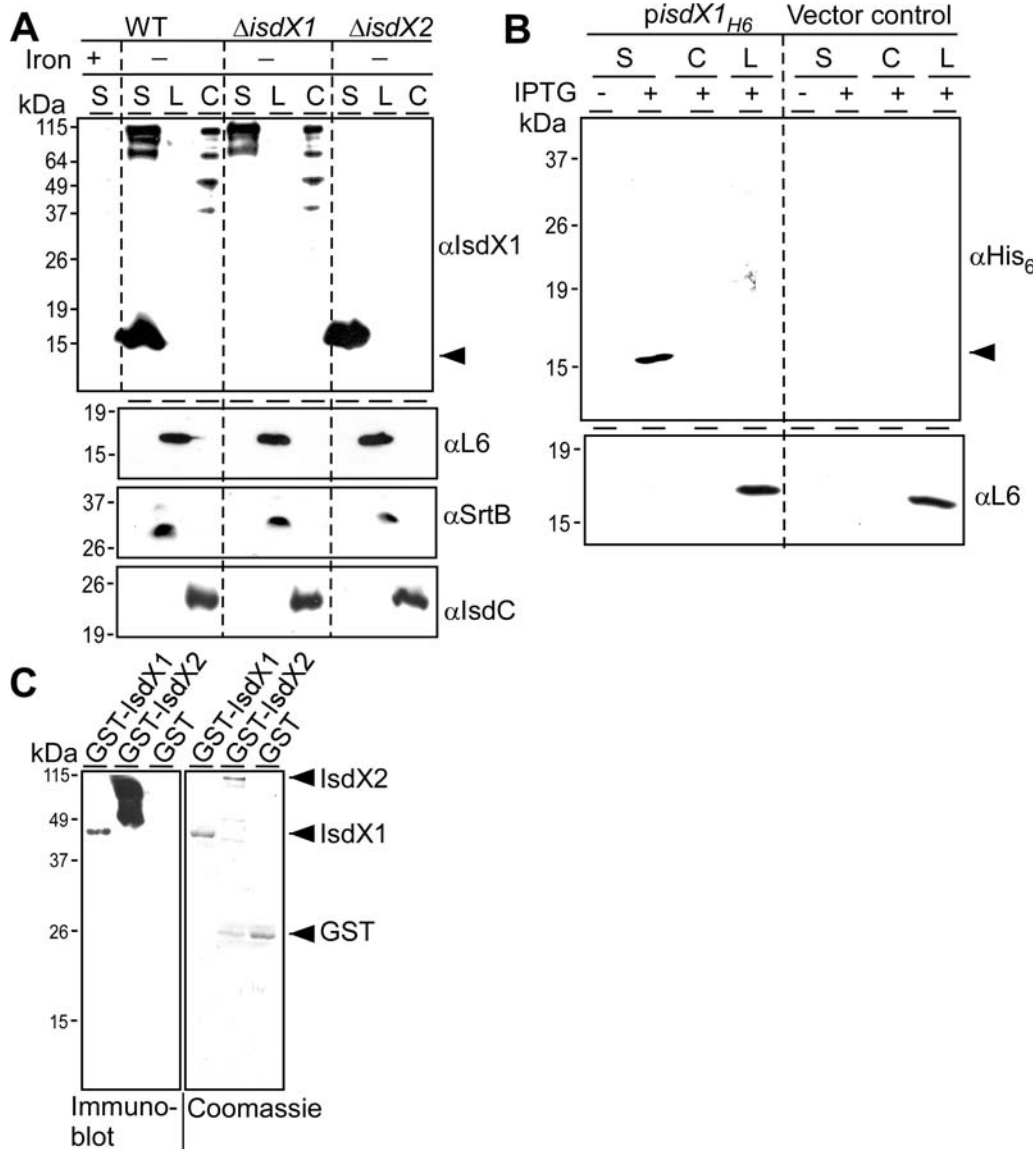 A
WT ΔisdX1 ΔisdX2
Iron + – – –
kDa S S L C S L C S L C
115
64
49
37
26
19
15
αIsdX1
19
15
αL6
37
26
αSrtB
26
19
αIsdC
B
pisdX1H6 Vector control
S C L S C L
IPTG - + + + - + + +
kDa
37
26
19
15
αHis6
19
15
αL6
C
GST-IsdX1 GST-IsdX2 GST GST-IsdX1 GST-IsdX2 GST
kDa
115
49
37
26
15
IsdX2
IsdX1
GST
Immuno-
blot
Coomassie